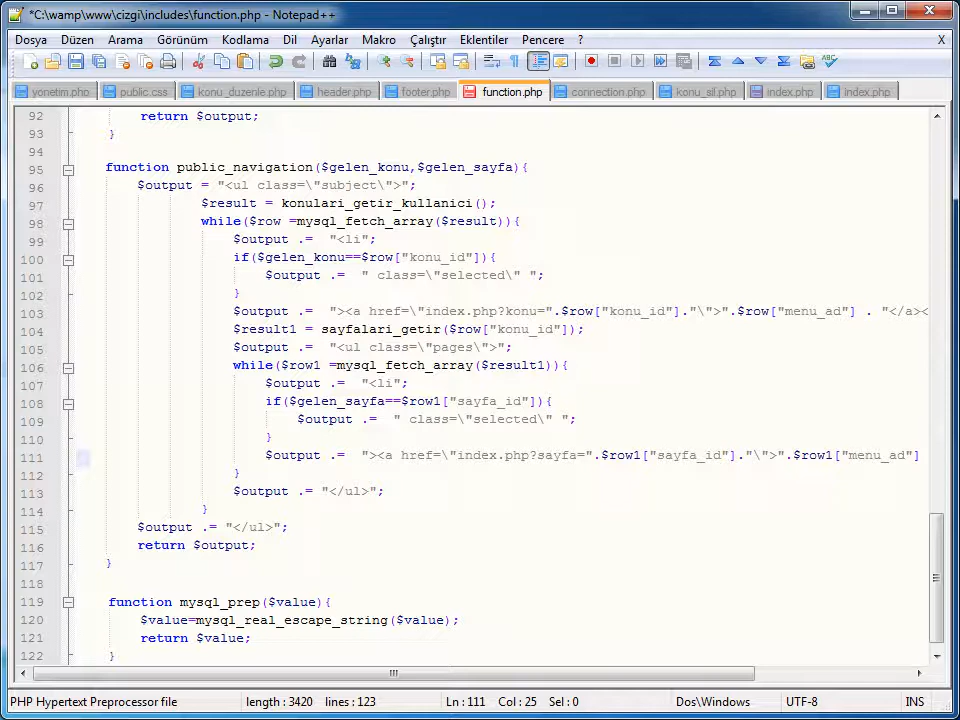 *C:\wamp\www\cizgi\includes\function.php - Notepad++
Dosya Düzen Arama Görünüm Kodlama Dil Ayarlar Makro Çalıştır Eklentiler Pencere ? X
yonetim.php public.css konu_duzenle.php header.php footer.php function.php connection.php konu_sil.php index.php index.php
92 return $output;
93 }
94
95 function public_navigation($gelen_konu,$gelen_sayfa){
96 $output = "<ul class=\"subject\">";
97 $result = konulari_getir_kullanici();
98 while($row =mysql_fetch_array($result)){
99 $output .= "<li";
100 if($gelen_konu==$row["konu_id"]){
101 $output .= " class=\"selected\" ";
102 }
103 $output .= "><a href=\"index.php?konu=".$row["konu_id"]."\">".$row["menu_ad"] . "</a><
104 $result1 = sayfalari_getir($row["konu_id"]);
105 $output .= "<ul class=\"pages\">";
106 while($row1 =mysql_fetch_array($result1)){
107 $output .= "<li";
108 if($gelen_sayfa==$row1["sayfa_id"]){
109 $output .= " class=\"selected\" ";
110 }
111 $output .= "><a href=\"index.php?sayfa=".$row1["sayfa_id"]."\">".$row1["menu_ad"]
112 }
113 $output .= "</ul>";
114 }
115 $output .= "</ul>";
116 return $output;
117 }
118
119 function mysql_prep($value){
120 $value=mysql_real_escape_string($value);
121 return $value;
122 }
PHP Hypertext Preprocessor file length : 3420 lines : 123 Ln : 111 Col : 25 Sel : 0 Dos\Windows UTF-8 INS